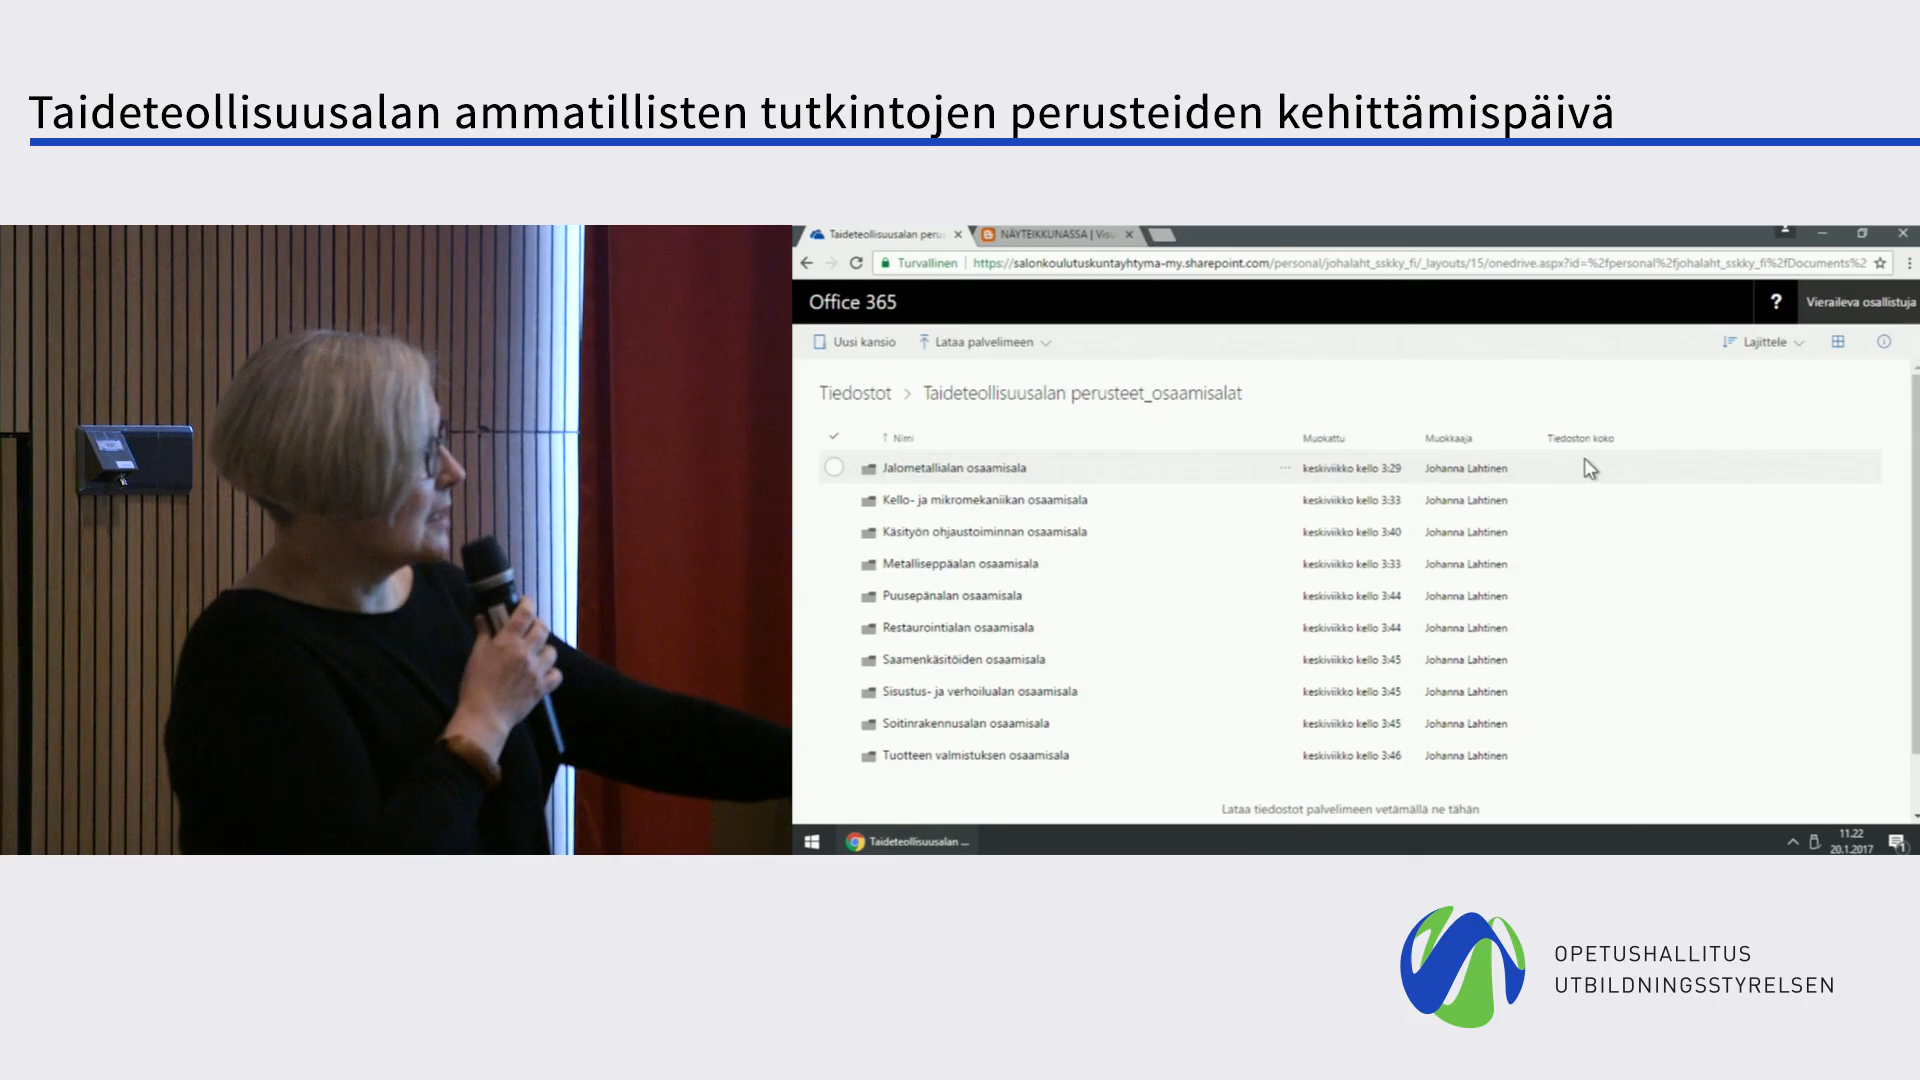 Taideteollisuusalan ammatillisten tutkintojen perusteiden kehittämispäivä
Taideteollisuusalan peru
NÄYTEIKKUNASSA | Visu
Turvallinen | https://salonkoulutuskuntayhtyma-my.sharepoint.com/personal/johalaht_sskky_fi/_layouts/15/onedrive.aspx?id=%2fpersonal%2fjohalaht_sskky_fi%2fDocuments%2
Office 365 ? Vieraileva osallistuja
Uusi kansio Lataa palvelimeen Lajittele
Tiedostot > Taideteollisuusalan perusteet_osaamisalat
Nimi Muokattu Muokkaaja Tiedoston koko
Jalometallialan osaamisala ... keskiviikko kello 3:29 Johanna Lahtinen
Kello- ja mikromekaniikan osaamisala keskiviikko kello 3:33 Johanna Lahtinen
Käsityön ohjaustoiminnan osaamisala keskiviikko kello 3:40 Johanna Lahtinen
Metalliseppäalan osaamisala keskiviikko kello 3:33 Johanna Lahtinen
Puusepänalan osaamisala keskiviikko kello 3:44 Johanna Lahtinen
Restaurointialan osaamisala keskiviikko kello 3:44 Johanna Lahtinen
Saamenkäsitöiden osaamisala keskiviikko kello 3:45 Johanna Lahtinen
Sisustus- ja verhoilualan osaamisala keskiviikko kello 3:45 Johanna Lahtinen
Soitinrakennusalan osaamisala keskiviikko kello 3:45 Johanna Lahtinen
Tuotteen valmistuksen osaamisala keskiviikko kello 3:46 Johanna Lahtinen
Lataa tiedostot palvelimeen vetämällä ne tähän
Taideteollisuusalan ...
11.22
20.1.2017
1
OPETUSHALLITUS
UTBILDNINGSSTYRELSEN